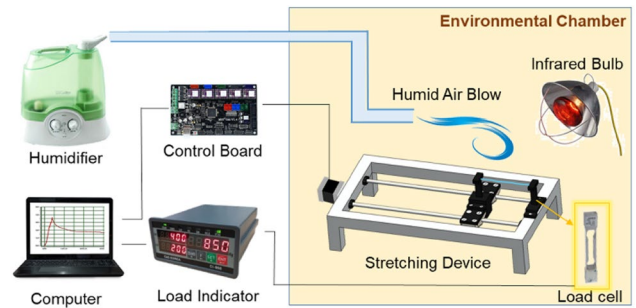 Environmental Chamber
Infrared Bulb
Humid Air Blow
Humidifier
Control Board
400
200
850
Stretching Device
Computer
Load Indicator
Load cell